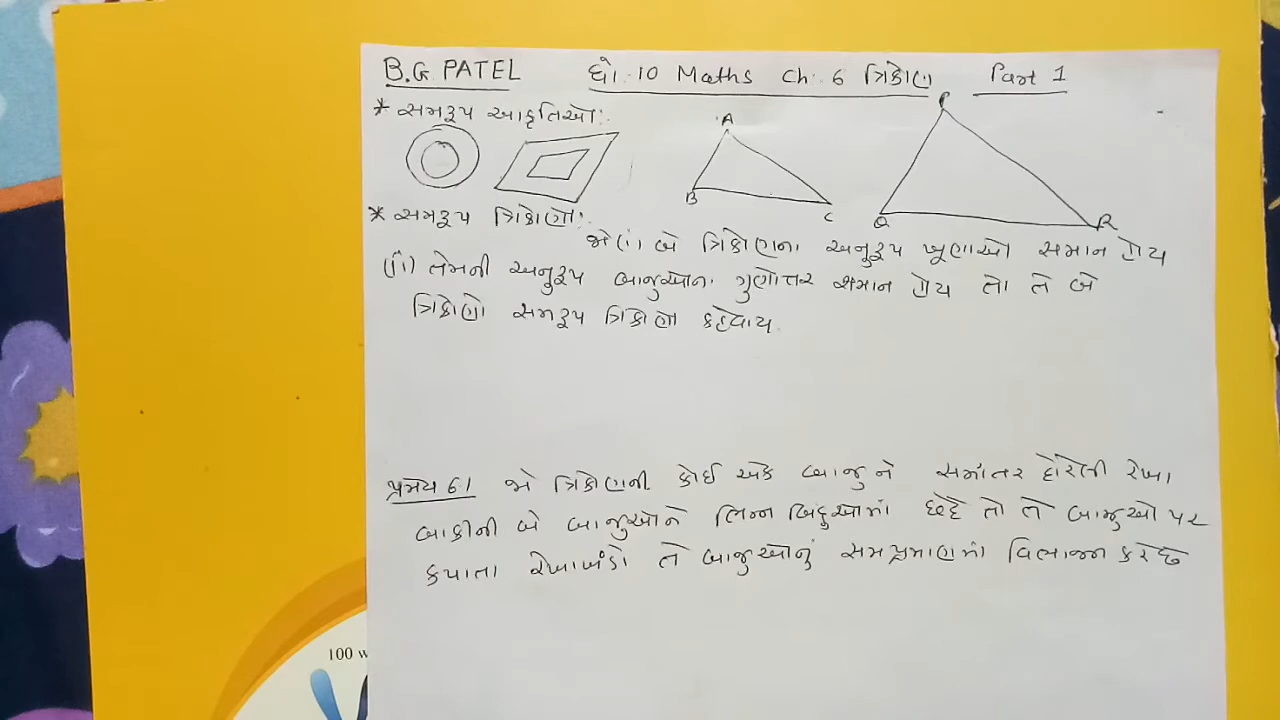 B.G. PATEL ધો. 10 Maths Ch. 6 ત્રિકોણ Part 1
* સમરૂપ આકૃતિઓ:
A
B
C
P
Q
R
* સમરૂપ ત્રિકોણો:
જો (i) બે ત્રિકોણના અનુરૂપ ખૂણાઓ સમાન હોય
(ii) તેમની અનુરૂપ બાજુઓના ગુણોત્તર સમાન હોય તો તે બે
ત્રિકોણો સમરૂપ ત્રિકોણો કહેવાય.
પ્રમેય 6.1 જો ત્રિકોણની કોઈ એક બાજુને સમાંતર દોરેલી રેખા
બાકીની બે બાજુઓને ભિન્ન બિંદુઓમાં છેદે તો તે બાજુઓ પર
કપાતા રેખાખંડો તે બાજુઓનું સમપ્રમાણમાં વિભાજન કરે છે
100 w